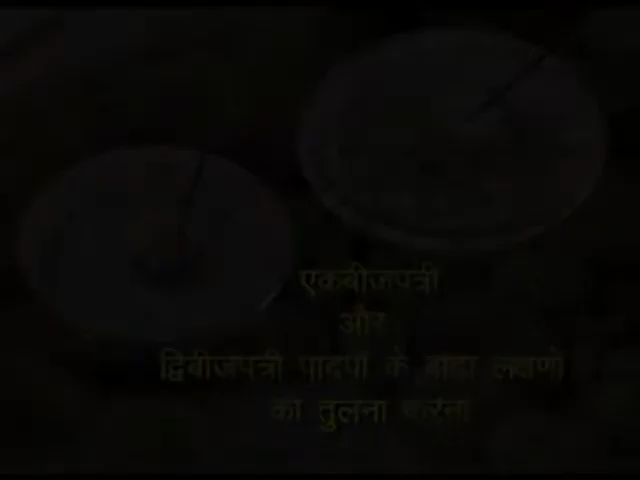 एकबीजपत्री
और
द्विबीजपत्री पादपों के बाह्य लक्षणों
की तुलना करना